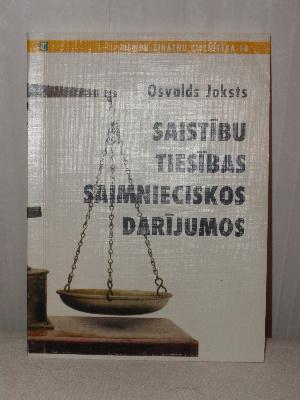 Osvalds Joksts
SAISTĪBU
TIESĪBAS
SAIMNIECISKOS
DARĪJUMOS